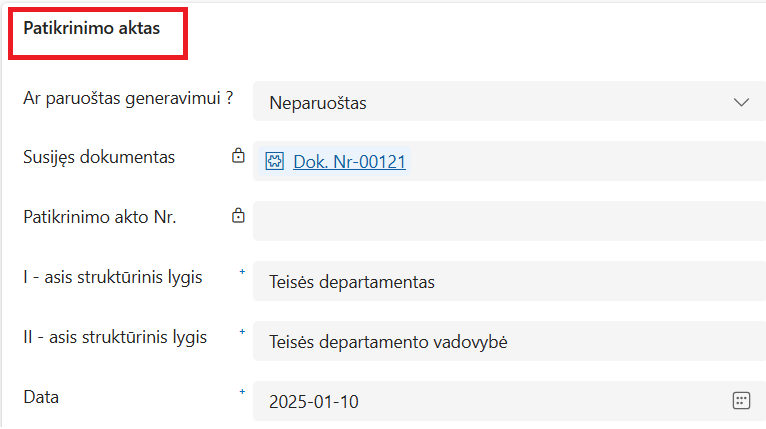 Patikrinimo aktas
Ar paruoštas generavimui ? Neparuoštas
Susijęs dokumentas Dok. Nr-00121
Patikrinimo akto Nr.
I - asis struktūrinis lygis + Teisės departamentas
II - asis struktūrinis lygis + Teisės departamento vadovybė
Data + 2025-01-10